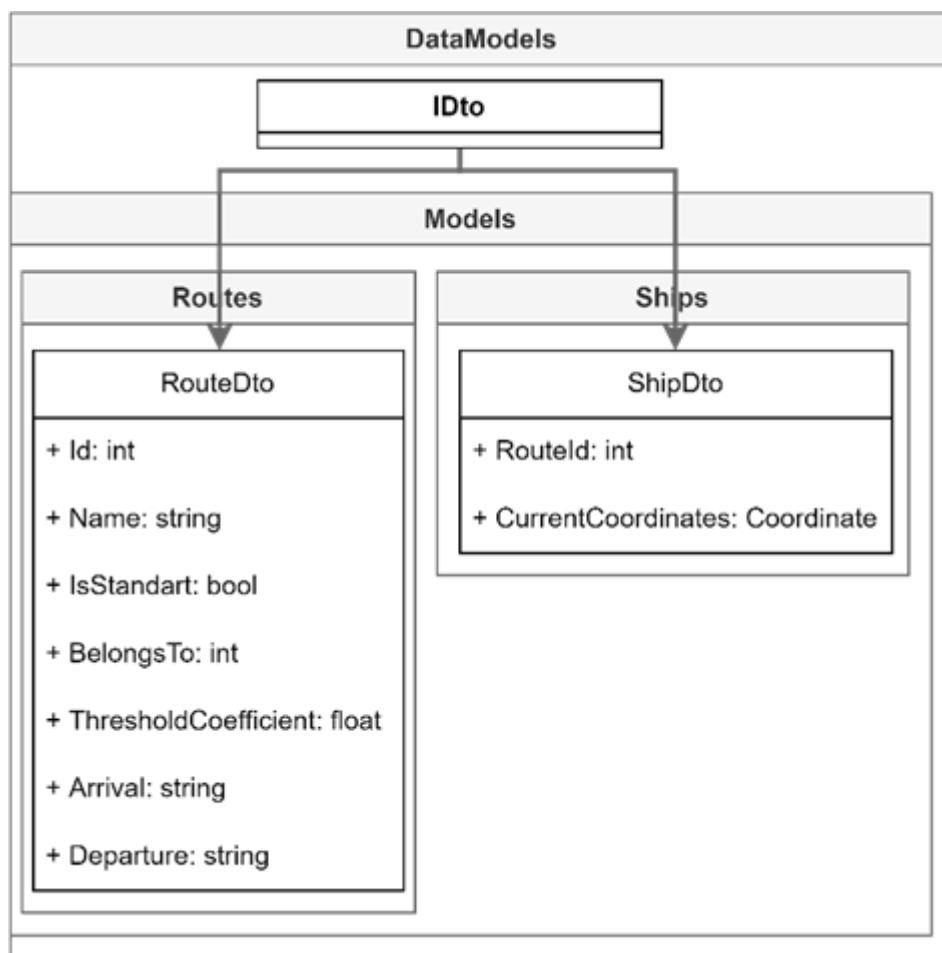 DataModels
IDto
Models
Routes
Ships
RouteDto
+ Id: int
+ Name: string
+ IsStandart: bool
+ BelongsTo: int
+ ThresholdCoefficient: float
+ Arrival: string
+ Departure: string
ShipDto
+ RouteId: int
+ CurrentCoordinates: Coordinate